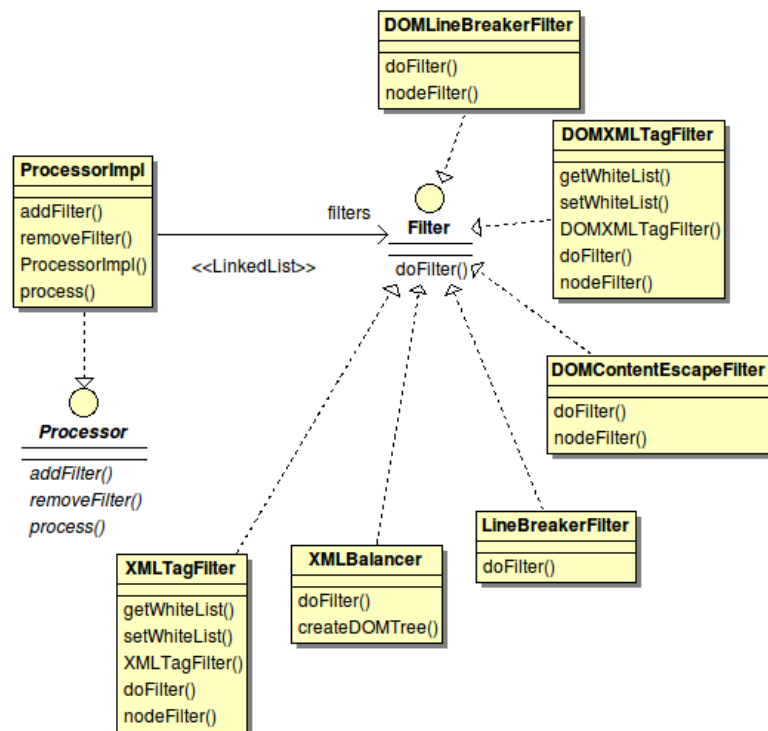 DOMLineBreakerFilter
doFilter()
nodeFilter()
DOMXMLTagFilter
getWhiteList()
setWhiteList()
DOMXMLTagFilter()
doFilter()
nodeFilter()
ProcessorImpl
addFilter()
removeFilter()
ProcessorImpl()
process()
filters
<<LinkedList>>
Filter
doFilter()
DOMContentEscapeFilter
doFilter()
nodeFilter()
Processor
addFilter()
removeFilter()
process()
LineBreakerFilter
doFilter()
XMLBalancer
doFilter()
createDOMTree()
XMLTagFilter
getWhiteList()
setWhiteList()
XMLTagFilter()
doFilter()
nodeFilter()